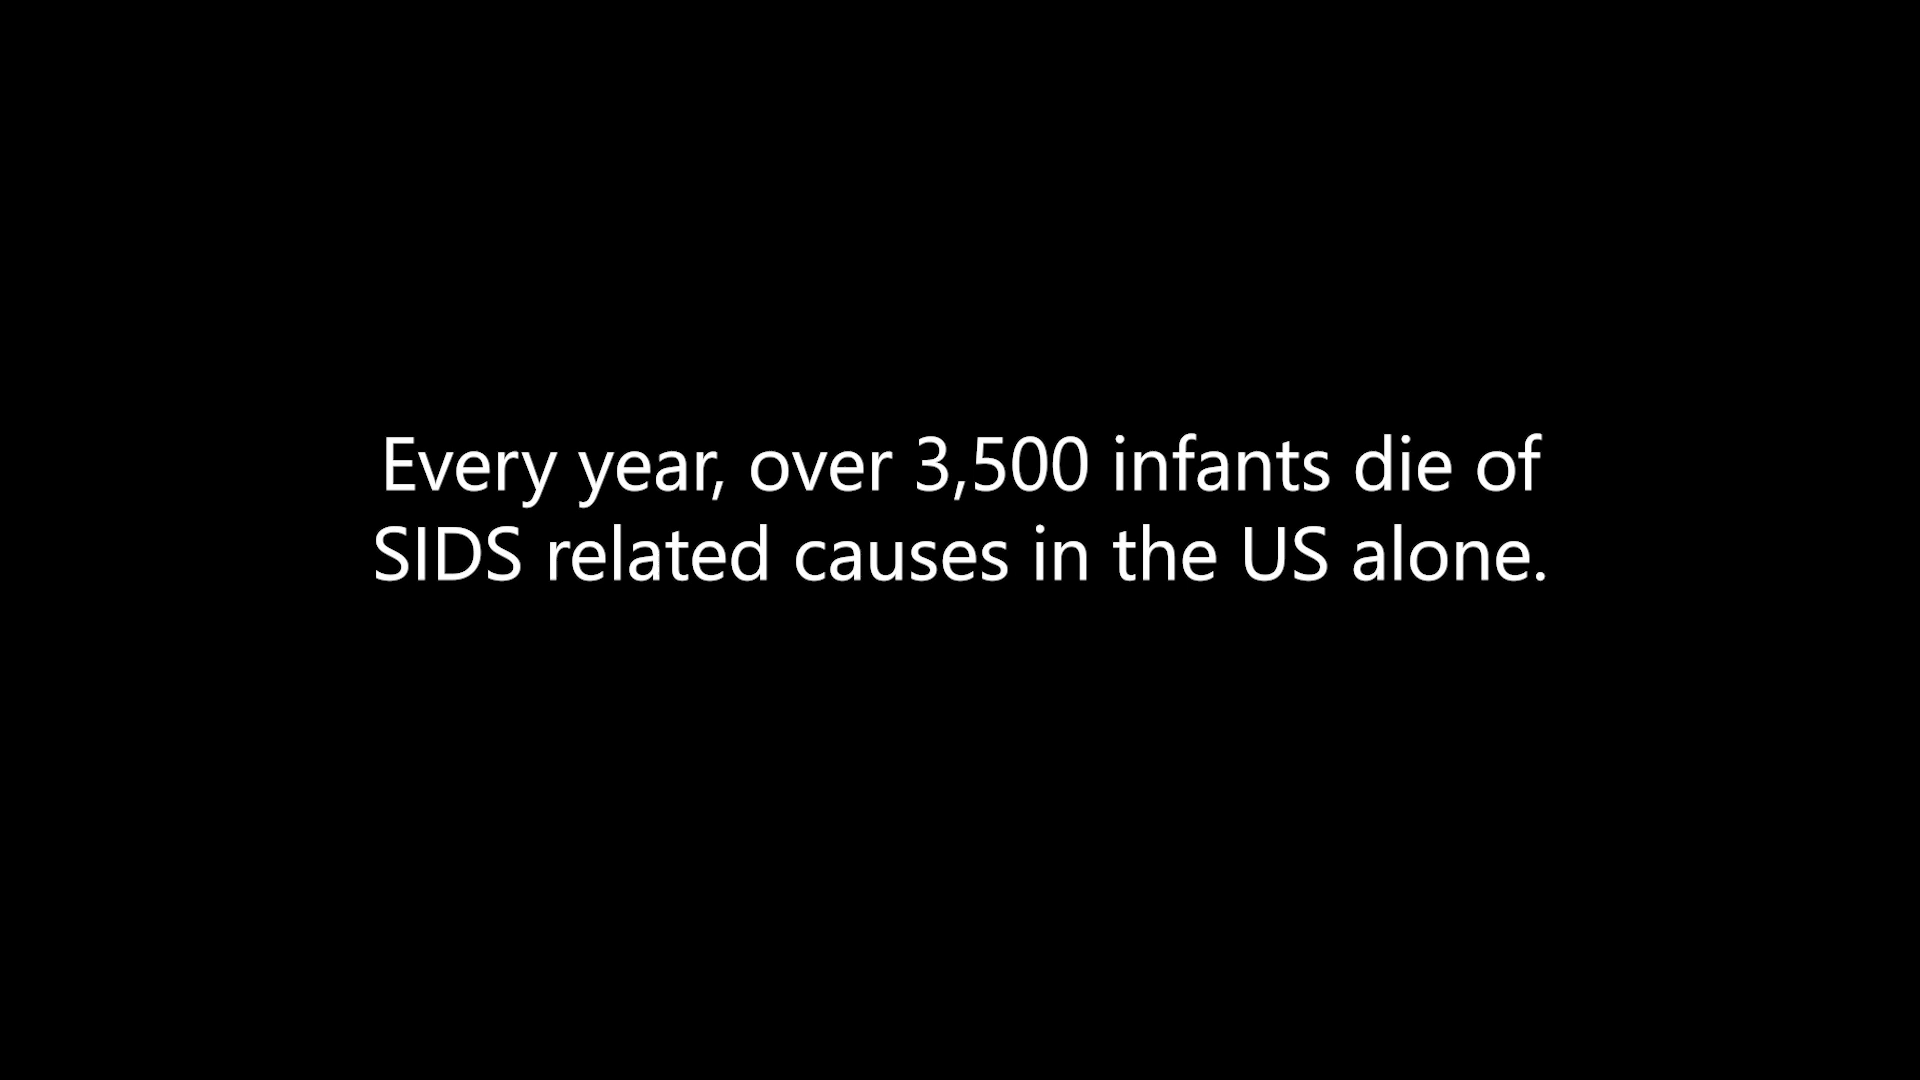 Every year, over 3,500 infants die of
SIDS related causes in the US alone.